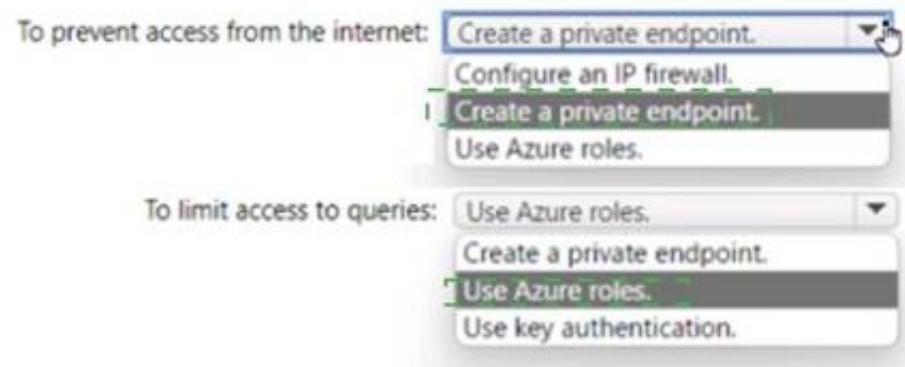 To prevent access from the internet: Create a private endpoint.
Configure an IP firewall.
Create a private endpoint.
Use Azure roles.
To limit access to queries: Use Azure roles.
Create a private endpoint.
Use Azure roles.
Use key authentication.